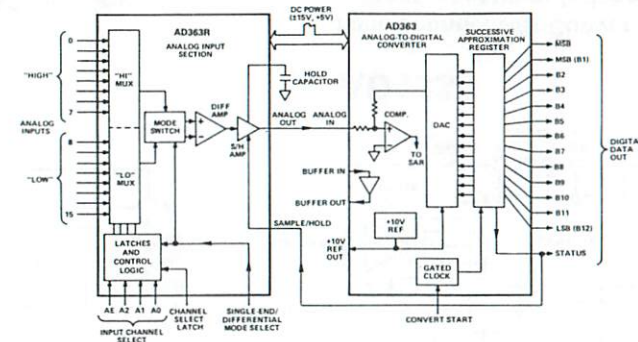 DC POWER
(±15V, +5V)
AD363R
ANALOG INPUT
SECTION
"HIGH"
0
7
"HI"
MUX
ANALOG
INPUTS
"LOW"
8
15
"LO"
MUX
MODE
SWITCH
DIFF
AMP
S/H
AMP
HOLD
CAPACITOR
ANALOG
OUT
SAMPLE/HOLD
LATCHES
AND
CONTROL
LOGIC
AE A2 A1 A0
INPUT CHANNEL
SELECT
CHANNEL
SELECT
LATCH
SINGLE-END/
DIFFERENTIAL
MODE SELECT
AD363
ANALOG-TO-DIGITAL
CONVERTER
SUCCESSIVE
APPROXIMATION
REGISTER
ANALOG
IN
COMP.
TO
SAR
DAC
BUFFER IN
BUFFER OUT
+10V
REF
+10V
REF
OUT
GATED
CLOCK
CONVERT START
MSB
MSB (B1)
B2
B3
B4
B5
B6
B7
B8
B9
B10
B11
LSB (B12)
STATUS
DIGITAL
DATA
OUT